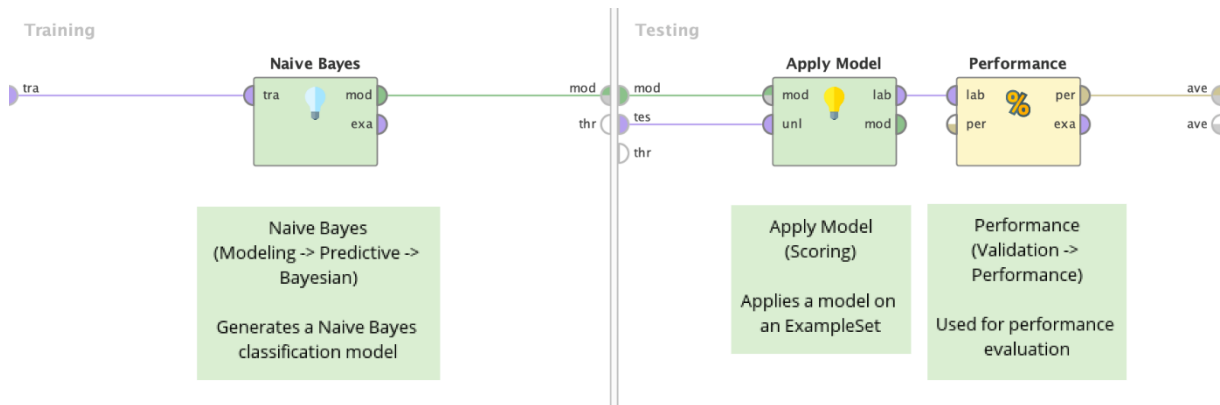 Training
Testing
Naive Bayes
Apply Model
Performance
tra
tra
mod
exa
mod
thr
mod
tes
thr
mod
unl
lab
mod
lab
per
per
exa
ave
ave
%
Naive Bayes
(Modeling -> Predictive ->
Bayesian)
Generates a Naive Bayes
classification model
Apply Model
(Scoring)
Applies a model on
an ExampleSet
Performance
(Validation ->
Performance)
Used for performance
evaluation